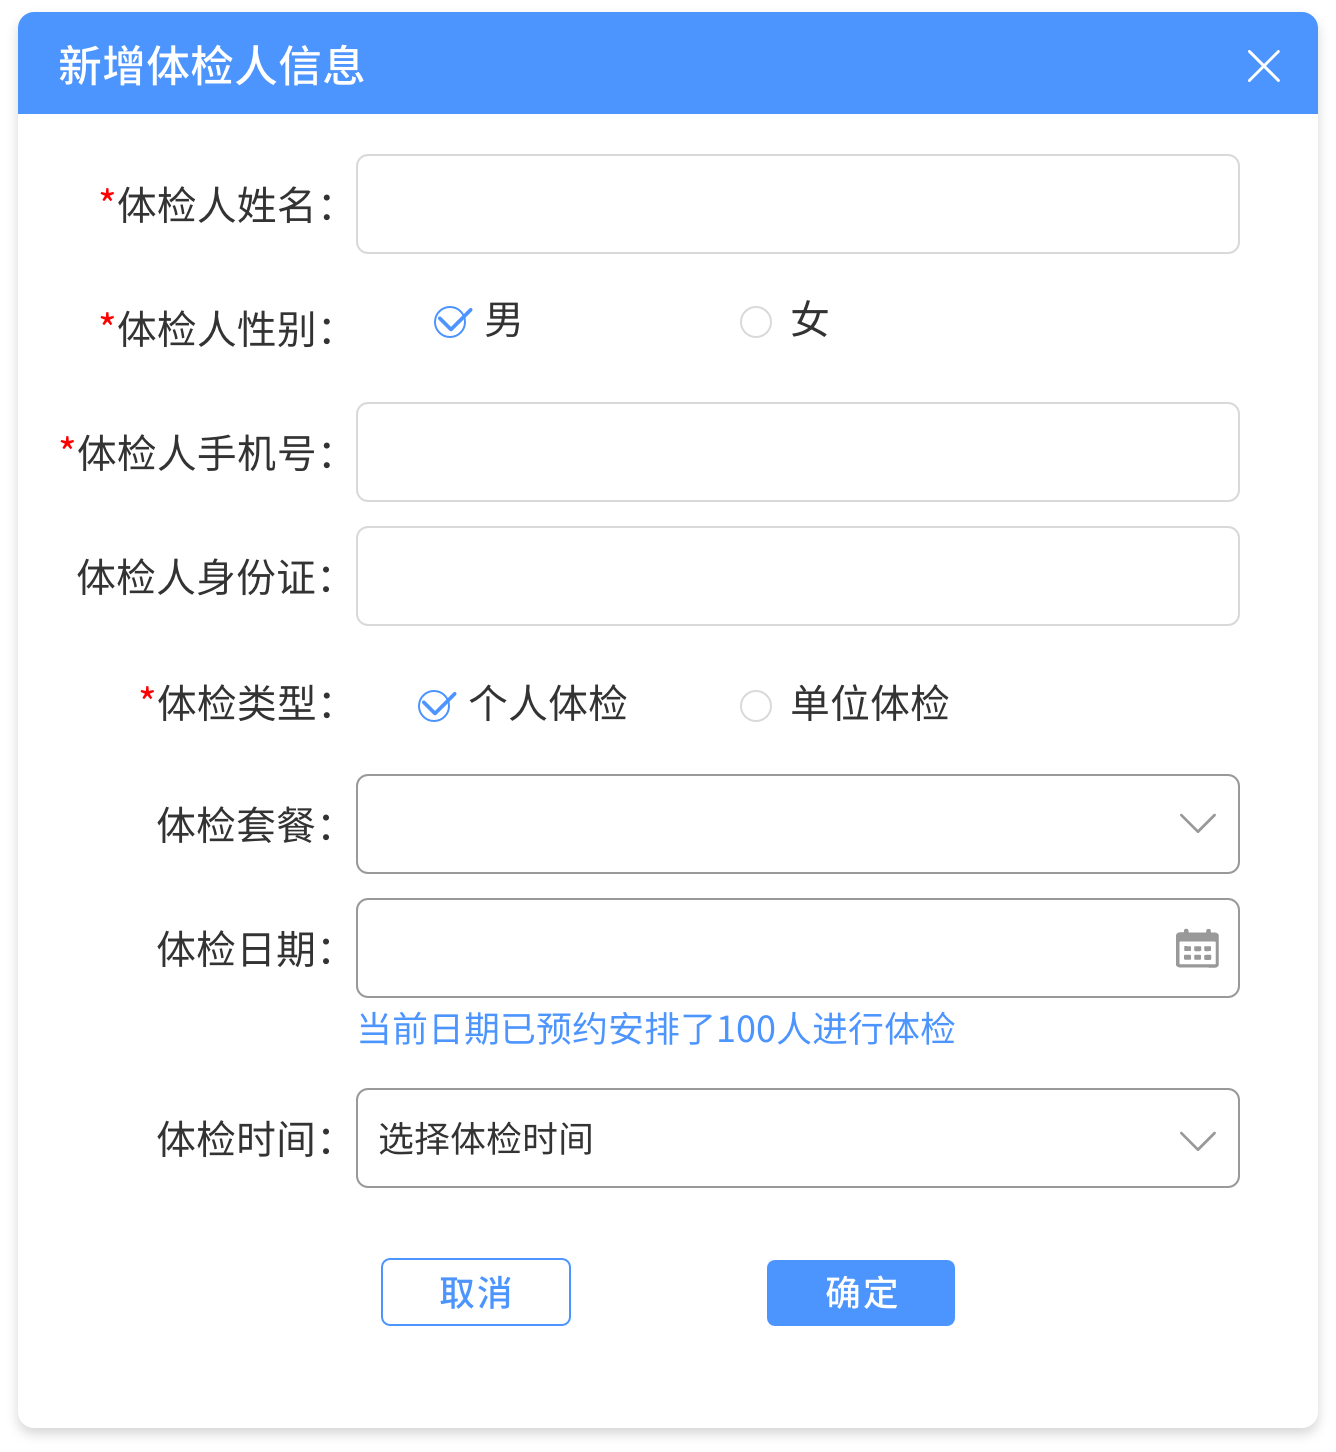 新增体检人信息
*体检人姓名：
*体检人性别： 男 女
*体检人手机号：
体检人身份证：
*体检类型： 个人体检 单位体检
体检套餐：
体检日期：
当前日期已预约安排了100人进行体检
体检时间： 选择体检时间
取消 确定